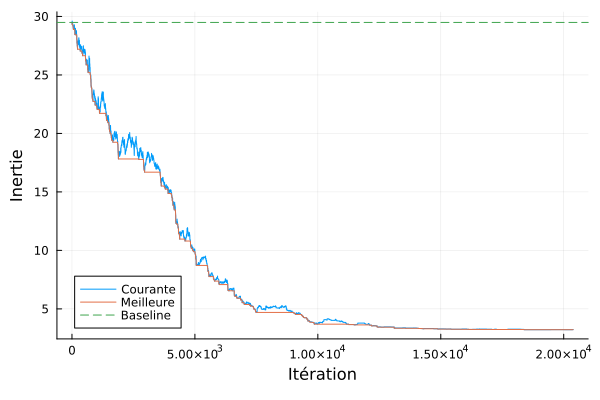 30
25
20
15
10
5
Inertie
Courante
Meilleure
Baseline
0
5.00×10³
1.00×10⁴
1.50×10⁴
2.00×10⁴
Itération